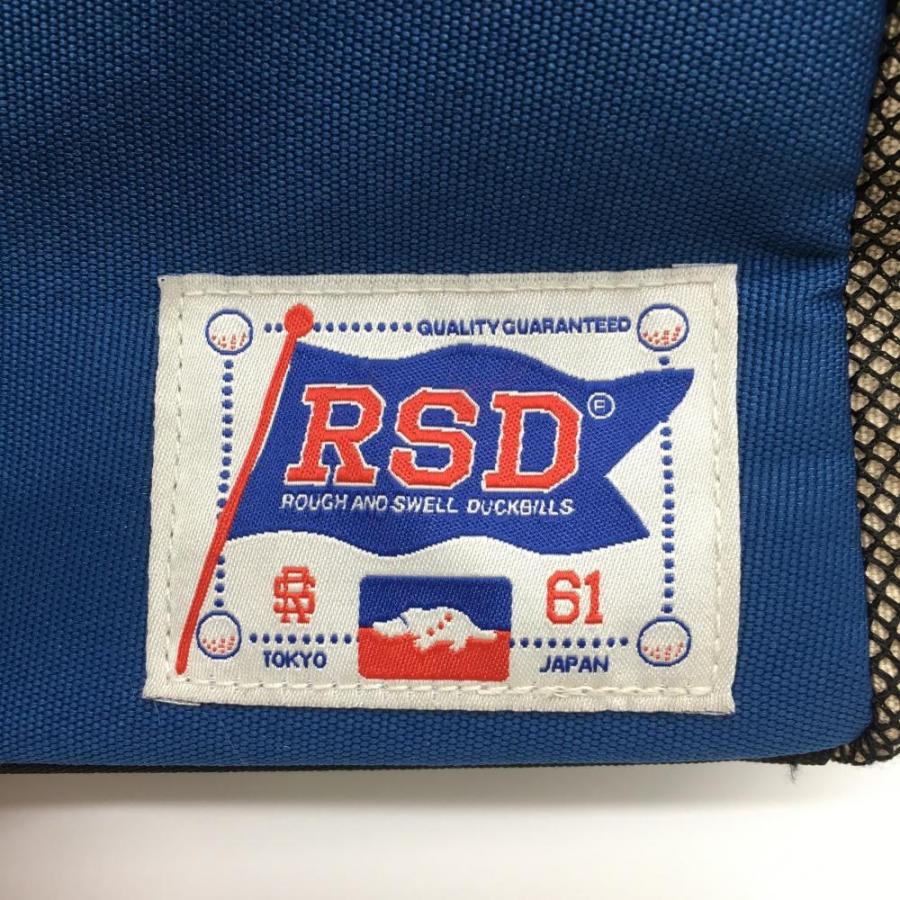 QUALITY GUARANTEED
RSD
ROUGH AND SWELL DUCKBILLS
61
TOKYO
JAPAN